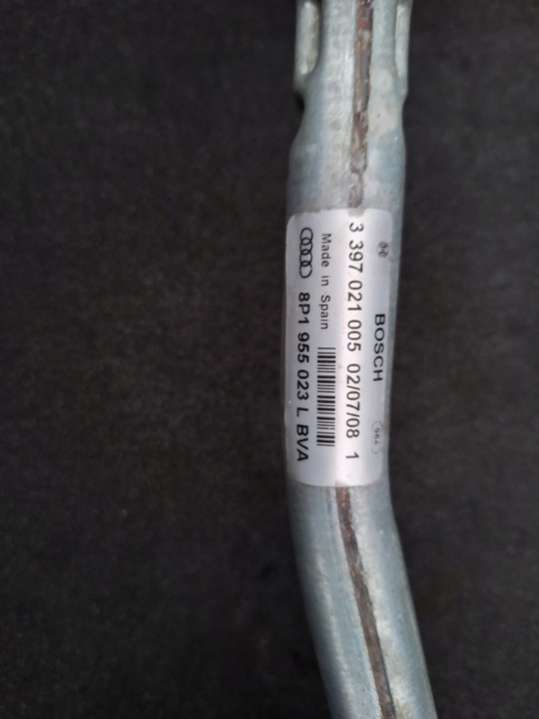 BOSCH
3 397 021 005 02/07/08 1
Made in Spain
8P1 955 023 L BVA